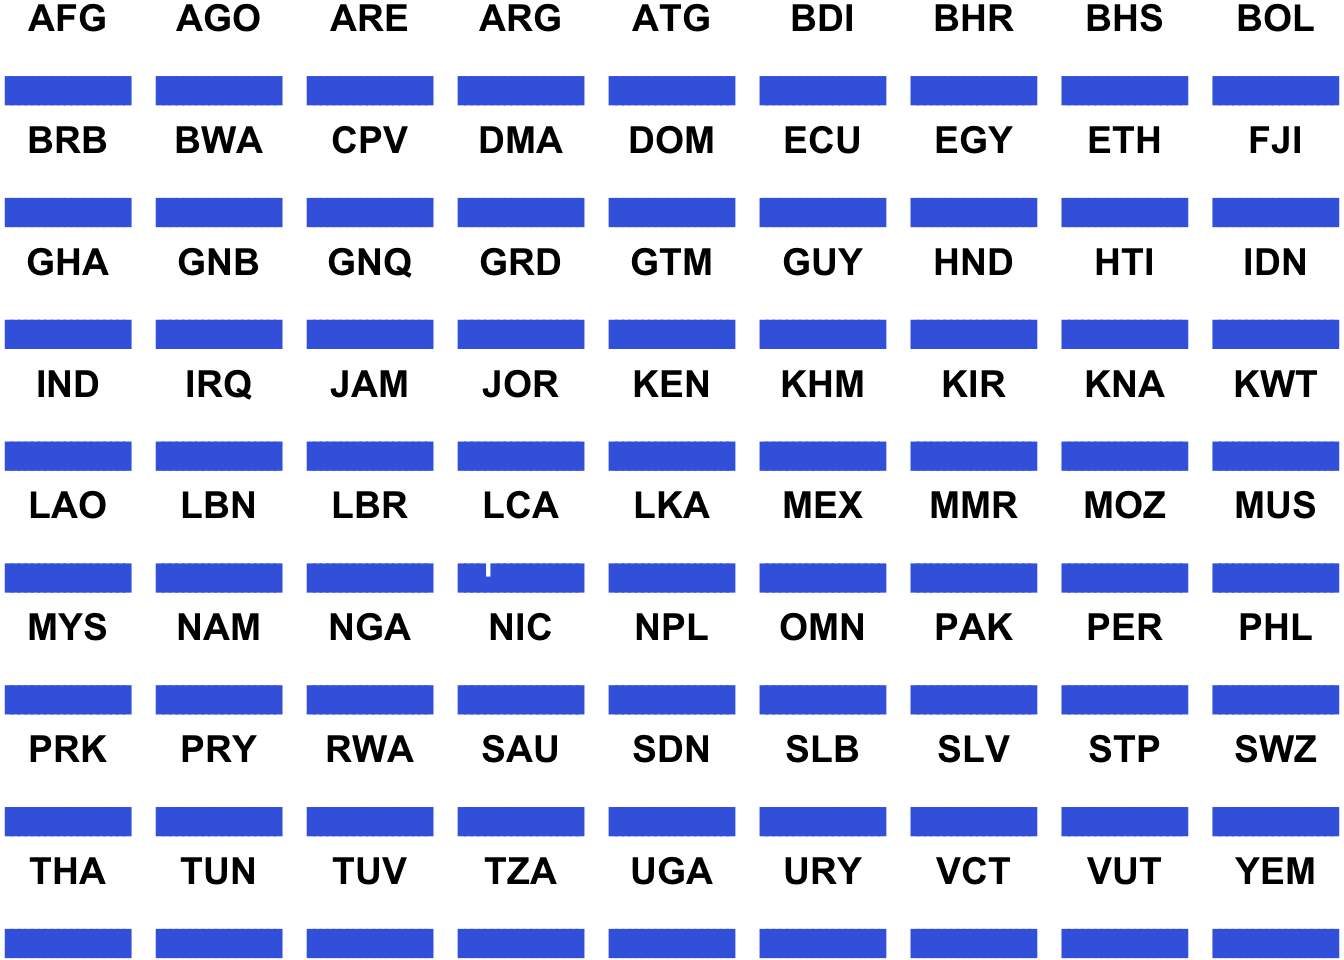 AFG AGO ARE ARG ATG BDI BHR BHS BOL
BRB BWA CPV DMA DOM ECU EGY ETH FJI
GHA GNB GNQ GRD GTM GUY HND HTI IDN
IND IRQ JAM JOR KEN KHM KIR KNA KWT
LAO LBN LBR LCA LKA MEX MMR MOZ MUS
MYS NAM NGA NIC NPL OMN PAK PER PHL
PRK PRY RWA SAU SDN SLB SLV STP SWZ
THA TUN TUV TZA UGA URY VCT VUT YEM